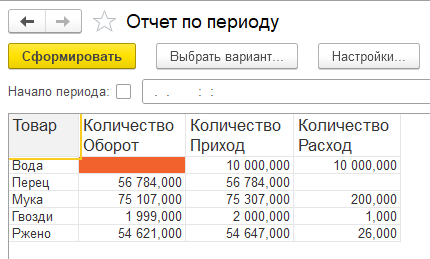 Отчет по периоду
Сформировать Выбрать вариант... Настройки...
Начало периода: . . : :
Товар Количество Оборот Количество Приход Количество Расход
Вода 10 000,000 10 000,000
Перец 56 784,000 56 784,000
Мука 75 107,000 75 307,000 200,000
Гвозди 1 999,000 2 000,000 1,000
Ржено 54 621,000 54 647,000 26,000